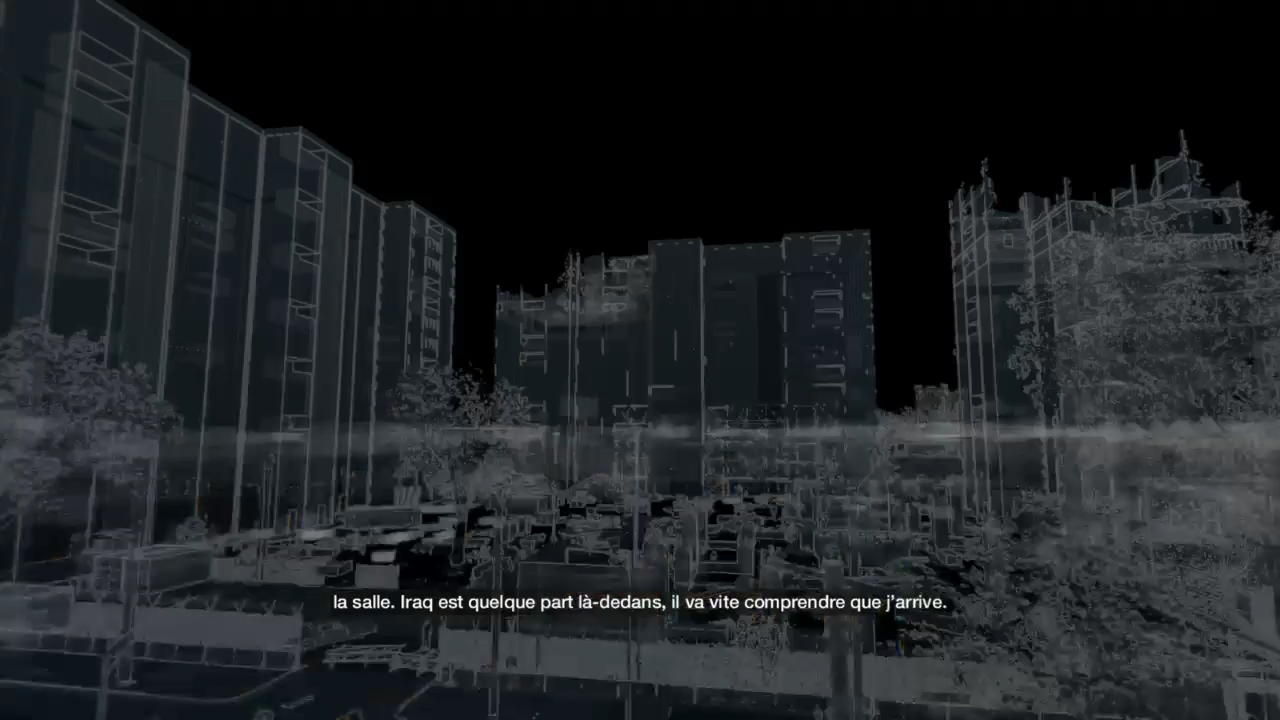 la salle. Iraq est quelque part là-dedans, il va vite comprendre que j’arrive.